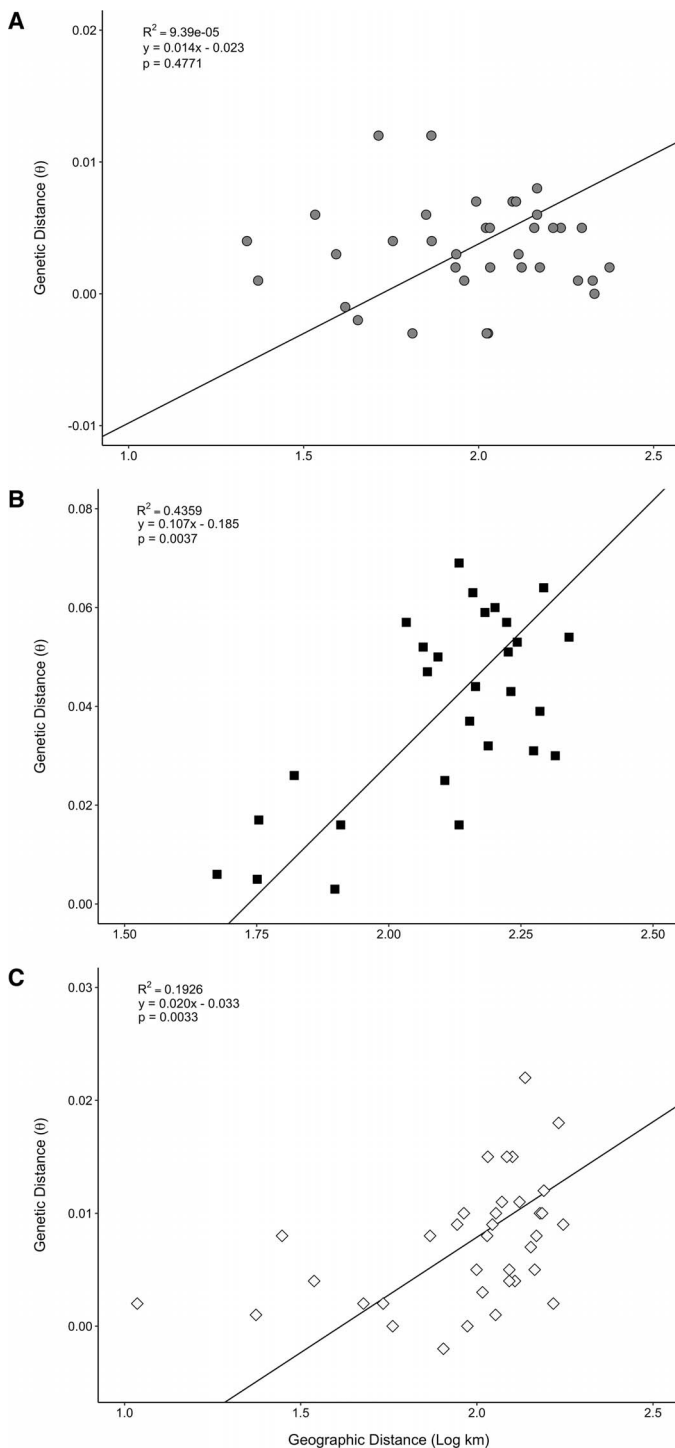 A
R² = 9.39e-05
y = 0.014x - 0.023
p = 0.4771
0.02
0.01
0.00
-0.01
Genetic Distance (θ)
1.0 1.5 2.0 2.5
B
R² = 0.4359
y = 0.107x - 0.185
p = 0.0037
0.08
0.06
0.04
0.02
0.00
Genetic Distance (θ)
1.50 1.75 2.00 2.25 2.50
C
R² = 0.1926
y = 0.020x - 0.033
p = 0.0033
0.03
0.02
0.01
0.00
Genetic Distance (θ)
1.0 1.5 2.0 2.5
Geographic Distance (Log km)